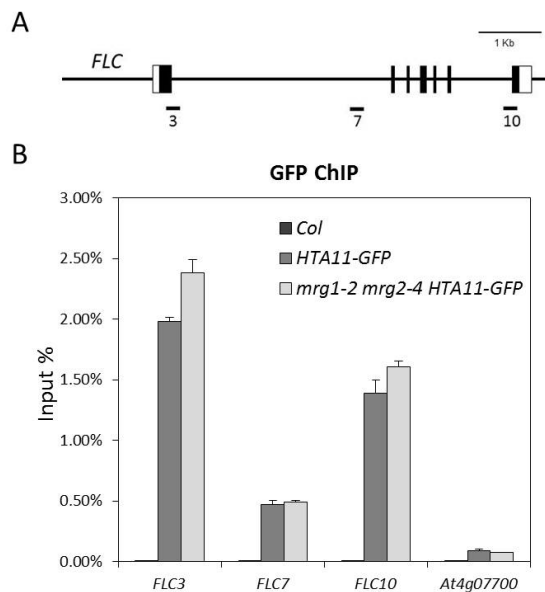 A
1 Kb
FLC
3
7
10
B
GFP ChIP
3.00%
2.50%
2.00%
1.50%
1.00%
0.50%
0.00%
Input %
Col
HTA11-GFP
mrg1-2 mrg2-4 HTA11-GFP
FLC3
FLC7
FLC10
At4g07700